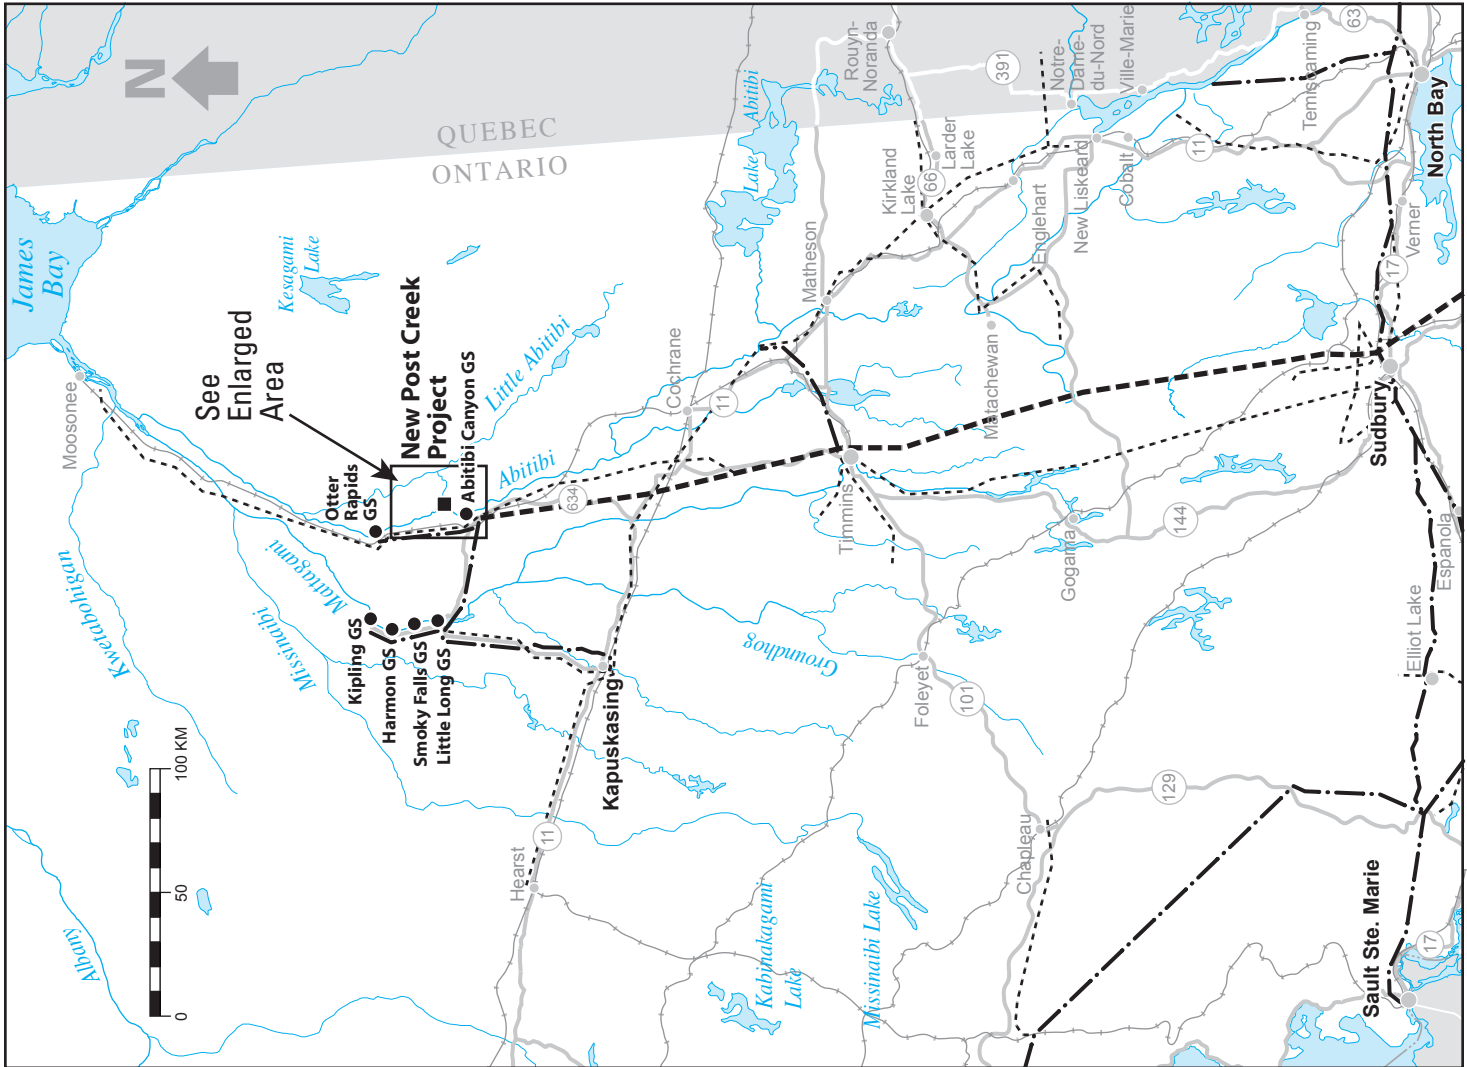 N
James
Bay
QUEBEC
ONTARIO
Kesagami
Lake
Moosonee
See
Enlarged
Area
New Post Creek
Project
Otter
Rapids
GS
Abitibi Canyon GS
Little Abitibi
Abitibi
Lake Abitibi
Rouyn-
Noranda
391
Notre-
Dame-
du-Nord
Ville-Marie
Temiscaming
63
North Bay
Kirkland
Lake
66
Larder
Lake
Englehart
New Liskeard
Cobalt
11
Verner
17
Matheson
Cochrane
11
634
Matachewan
Timmins
Gogama
144
Sudbury
Espanola
Elliot Lake
Kwetabohigan
Missinaibi
Mattagami
Kipling GS
Harmon GS
Smoky Falls GS
Little Long GS
Groundhog
Kapuskasing
Foleyet
101
129
Chapleau
Hearst
11
Kabinakagami
Lake
Missinaibi Lake
Sault Ste. Marie
17
Albany
0
50
100 KM